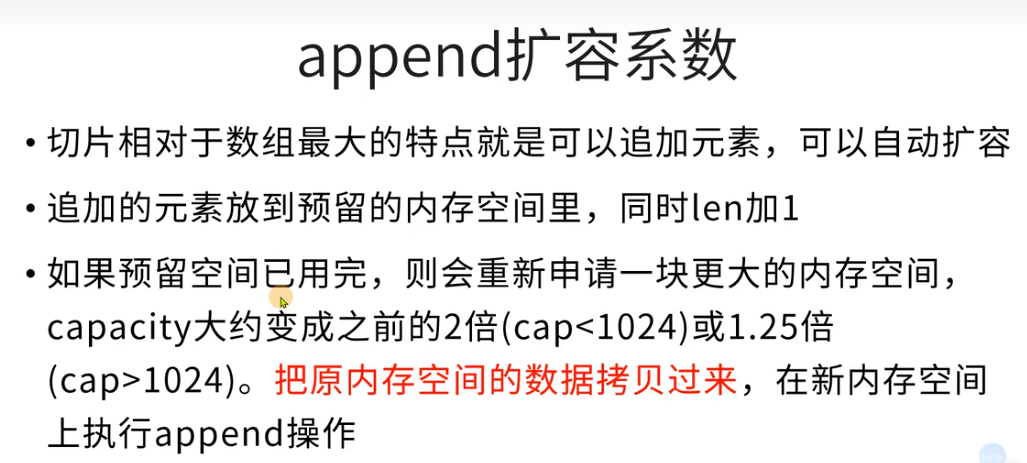 append扩容系数
• 切片相对于数组最大的特点就是可以追加元素，可以自动扩容
• 追加的元素放到预留的内存空间里，同时len加1
• 如果预留空间已用完，则会重新申请一块更大的内存空间，
capacity大约变成之前的2倍(cap<1024)或1.25倍
(cap>1024)。把原内存空间的数据拷贝过来，在新内存空间
上执行append操作